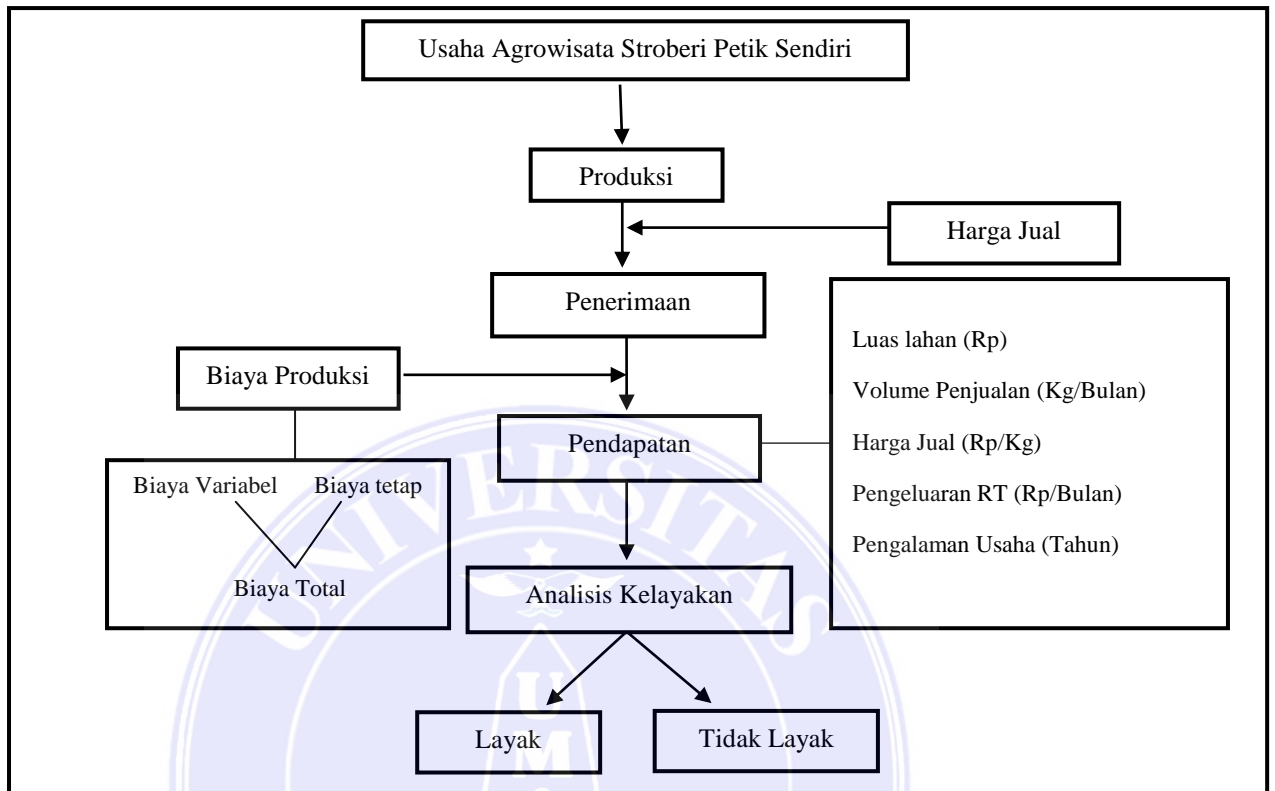 Usaha Agrowisata Stroberi Petik Sendiri
Produksi
Harga Jual
Penerimaan
Biaya Produksi
Luas lahan (Rp)
Volume Penjualan (Kg/Bulan)
Harga Jual (Rp/Kg)
Pengeluaran RT (Rp/Bulan)
Pengalaman Usaha (Tahun)
Pendapatan
Biaya Variabel
Biaya tetap
Biaya Total
Analisis Kelayakan
Layak
Tidak Layak
UNIVERSITAS
U
M